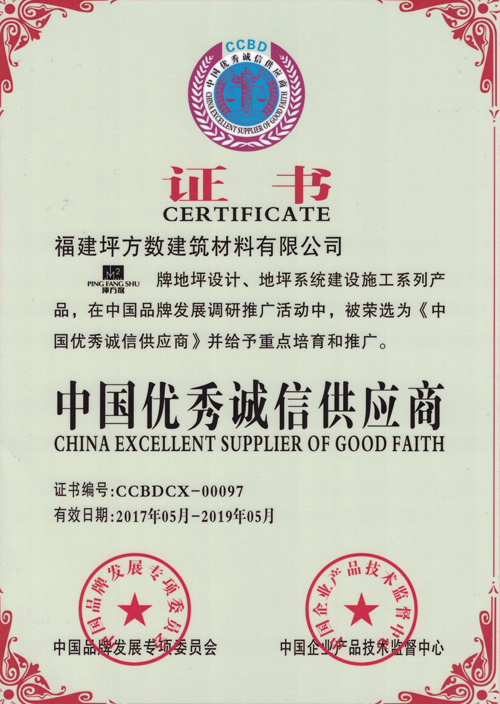 CCBD
中国优秀诚信供应商
CHINA EXCELLENT SUPPLIER OF GOOD FAITH
证书
CERTIFICATE
福建坪方数建筑材料有限公司
PING FANG SHU
坪方数
牌地坪设计、地坪系统建设施工系列产
品，在中国品牌发展调研推广活动中，被荣选为《中
国优秀诚信供应商》并给予重点培育和推广。
中国优秀诚信供应商
CHINA EXCELLENT SUPPLIER OF GOOD FAITH
证书编号:CCBDCX-00097
有效日期:2017年05月-2019年05月
中国品牌发展专项委员会
中国企业产品技术监督中心
中国品牌发展专项委员会
中国企业产品技术监督中心